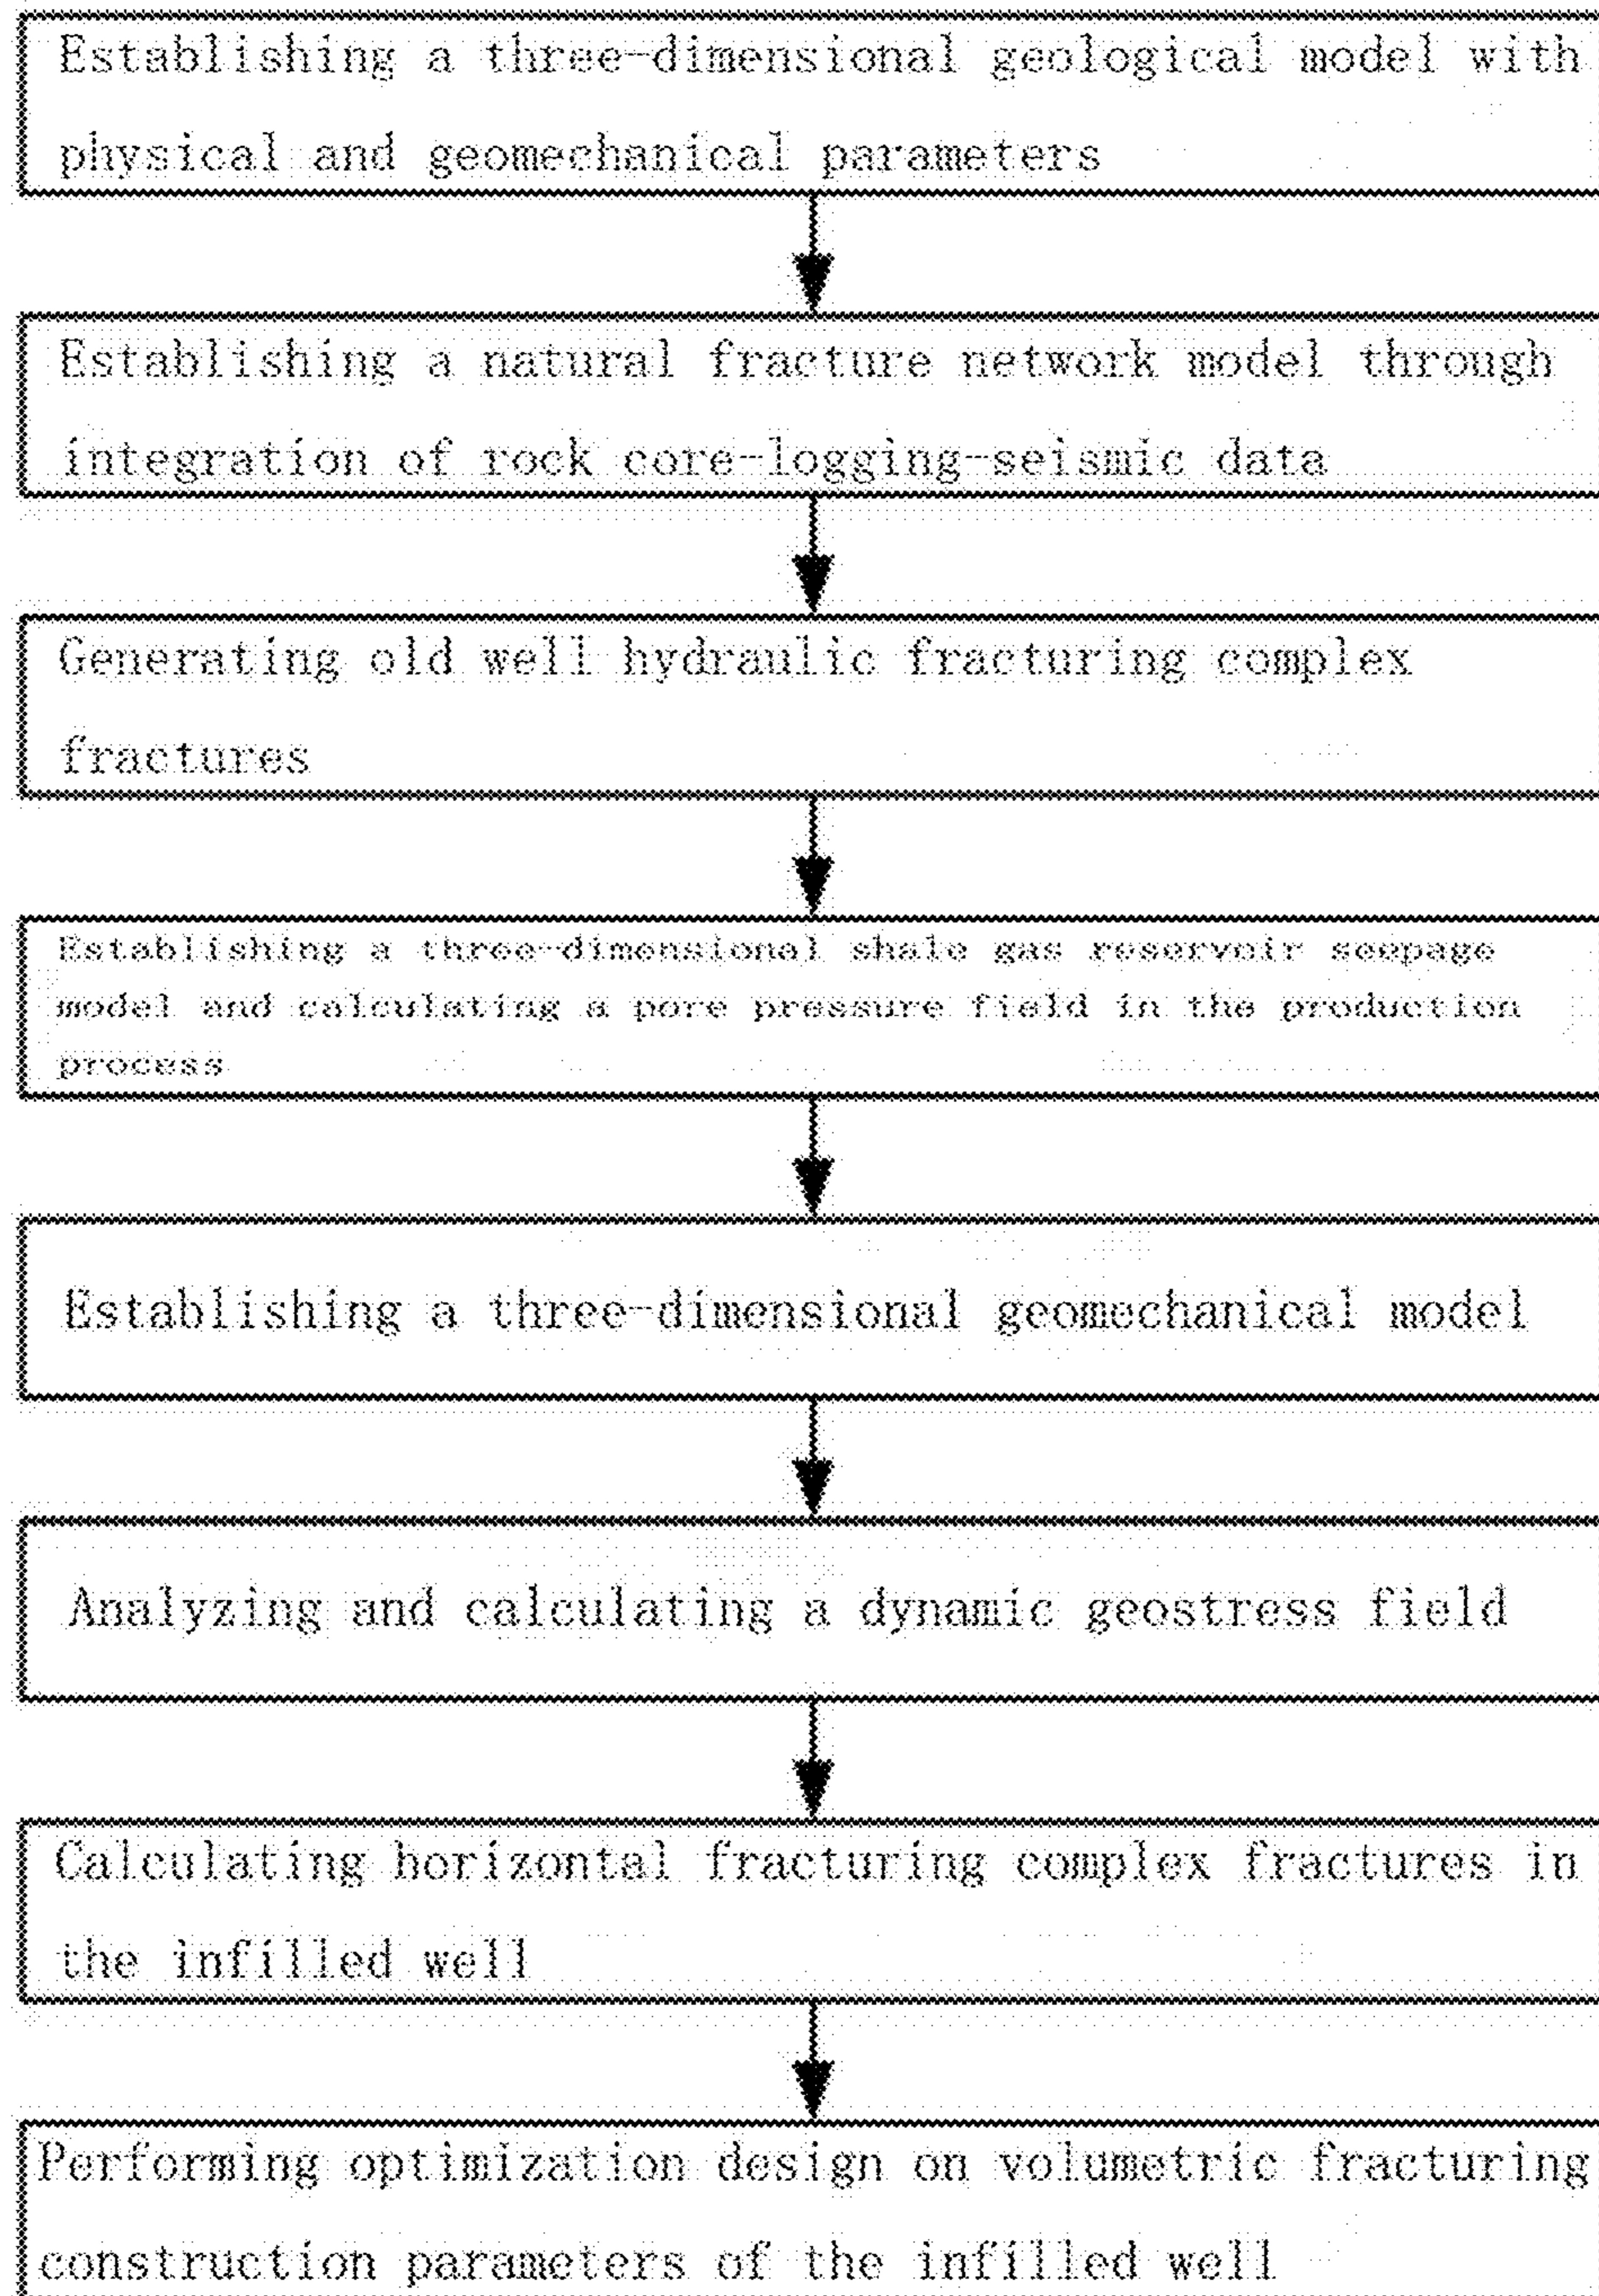 Establishing a three-dimensional geological model with
physical and geomechanical parameters
Establishing a natural fracture network model through
integration of rock core-logging-seismic data
Generating old well hydraulic fracturing complex
fractures
Establishing a three-dimensional shale gas reservoir seepage
model and calculating a pore pressure field in the production
process
Establishing a three-dimensional geomechanical model
Analyzing and calculating a dynamic geostress field
Calculating horizontal fracturing complex fractures in
the infilled well
Performing optimization design on volumetric fracturing
construction parameters of the infilled well